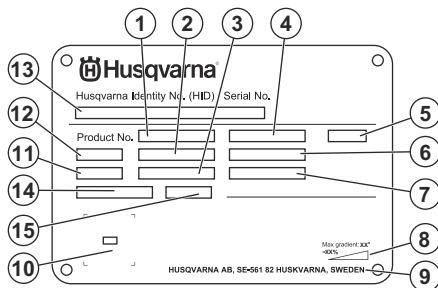 1
2
3
4
13
Husqvarna
Husqvarna Identity No. (HID) Serial No.
12
Product No.
5
11
6
14
7
15
Max gradient: xx°
-xx%
8
10
HUSQVARNA AB, SE-561 82 HUSKVARNA, SWEDEN
9